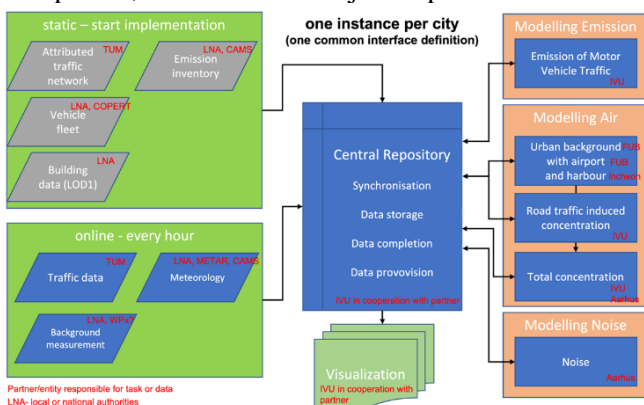 static – start implementation
Attributed
traffic
network
TUM
Emission
inventory
LNA, CAMS
Vehicle
fleet
LNA, COPERT
Building
data (LOD1)
LNA
online - every hour
Traffic data
TUM
Meteorology
LNA, METAR, CAMS
Background
measurement
LNA, WPx?
Partner/entity responsible for task or data
LNA- local or national authorities
one instance per city
(one common interface definition)
Central Repository
Synchronisation
Data storage
Data completion
Data provovision
IVU in cooperation with partner
Visualization
IVU in cooperation with
partner
Modelling Emission
Emission of Motor
Vehicle Traffic
IVU
Modelling Air
Urban background
with airport
and harbour
FUB
FUB
Incheon
Road traffic induced
concentration
IVU
Total concentration
IVU
Aarhus
Modelling Noise
Noise
Aarhus